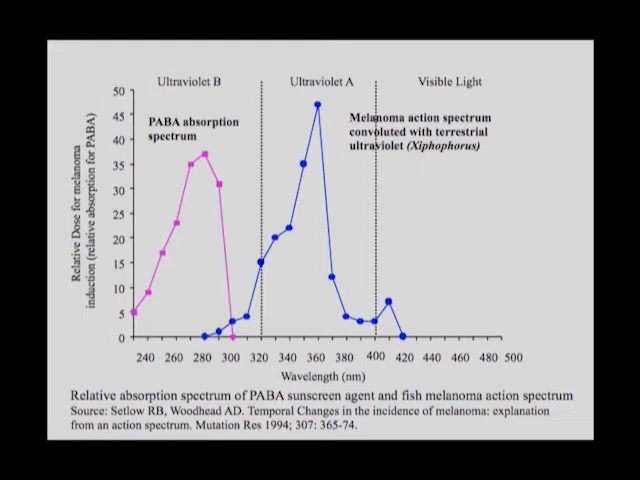 Ultraviolet B Ultraviolet A Visible Light
PABA absorption
spectrum
Melanoma action spectrum
convoluted with terrestrial
ultraviolet (Xiphophorus)
Relative Dose for melanoma
induction (relative absorption for PABA)
50
45
40
35
30
25
20
15
10
5
0
240 260 280 300 320 340 360 380 400 420 440 460 480 500
Wavelength (nm)
Relative absorption spectrum of PABA sunscreen agent and fish melanoma action spectrum
Source: Setlow RB, Woodhead AD. Temporal Changes in the incidence of melanoma: explanation
from an action spectrum. Mutation Res 1994; 307: 365-74.